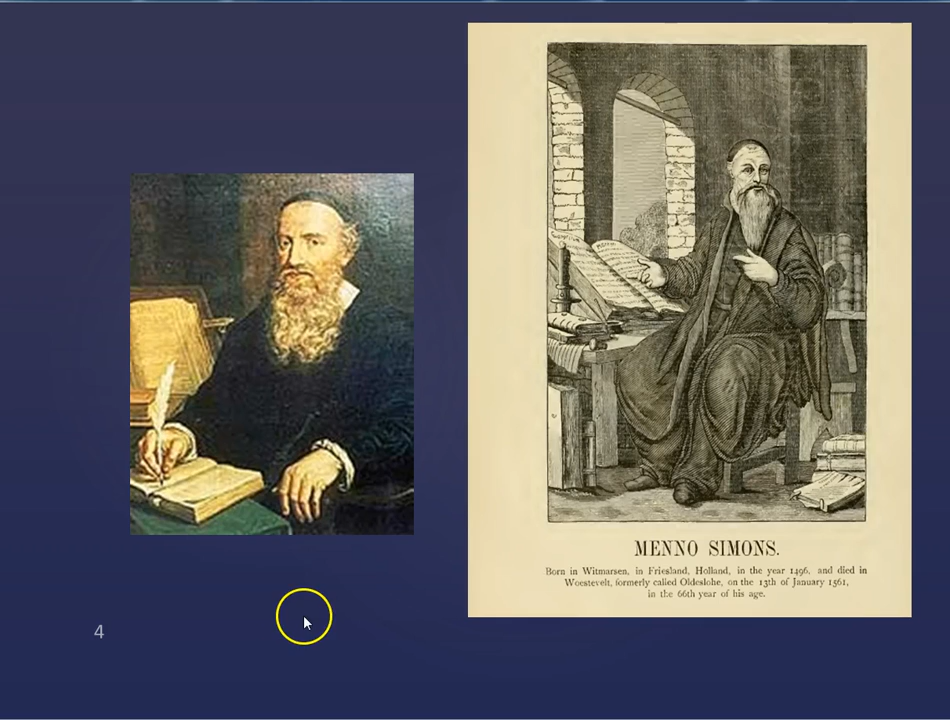 MENNO SIMONS.
Born in Witmarsen, in Friesland, Holland, in the year 1496, and died in
Woestevelt, formerly called Oldeslohe, on the 13th of January 1561,
in the 66th year of his age.
4